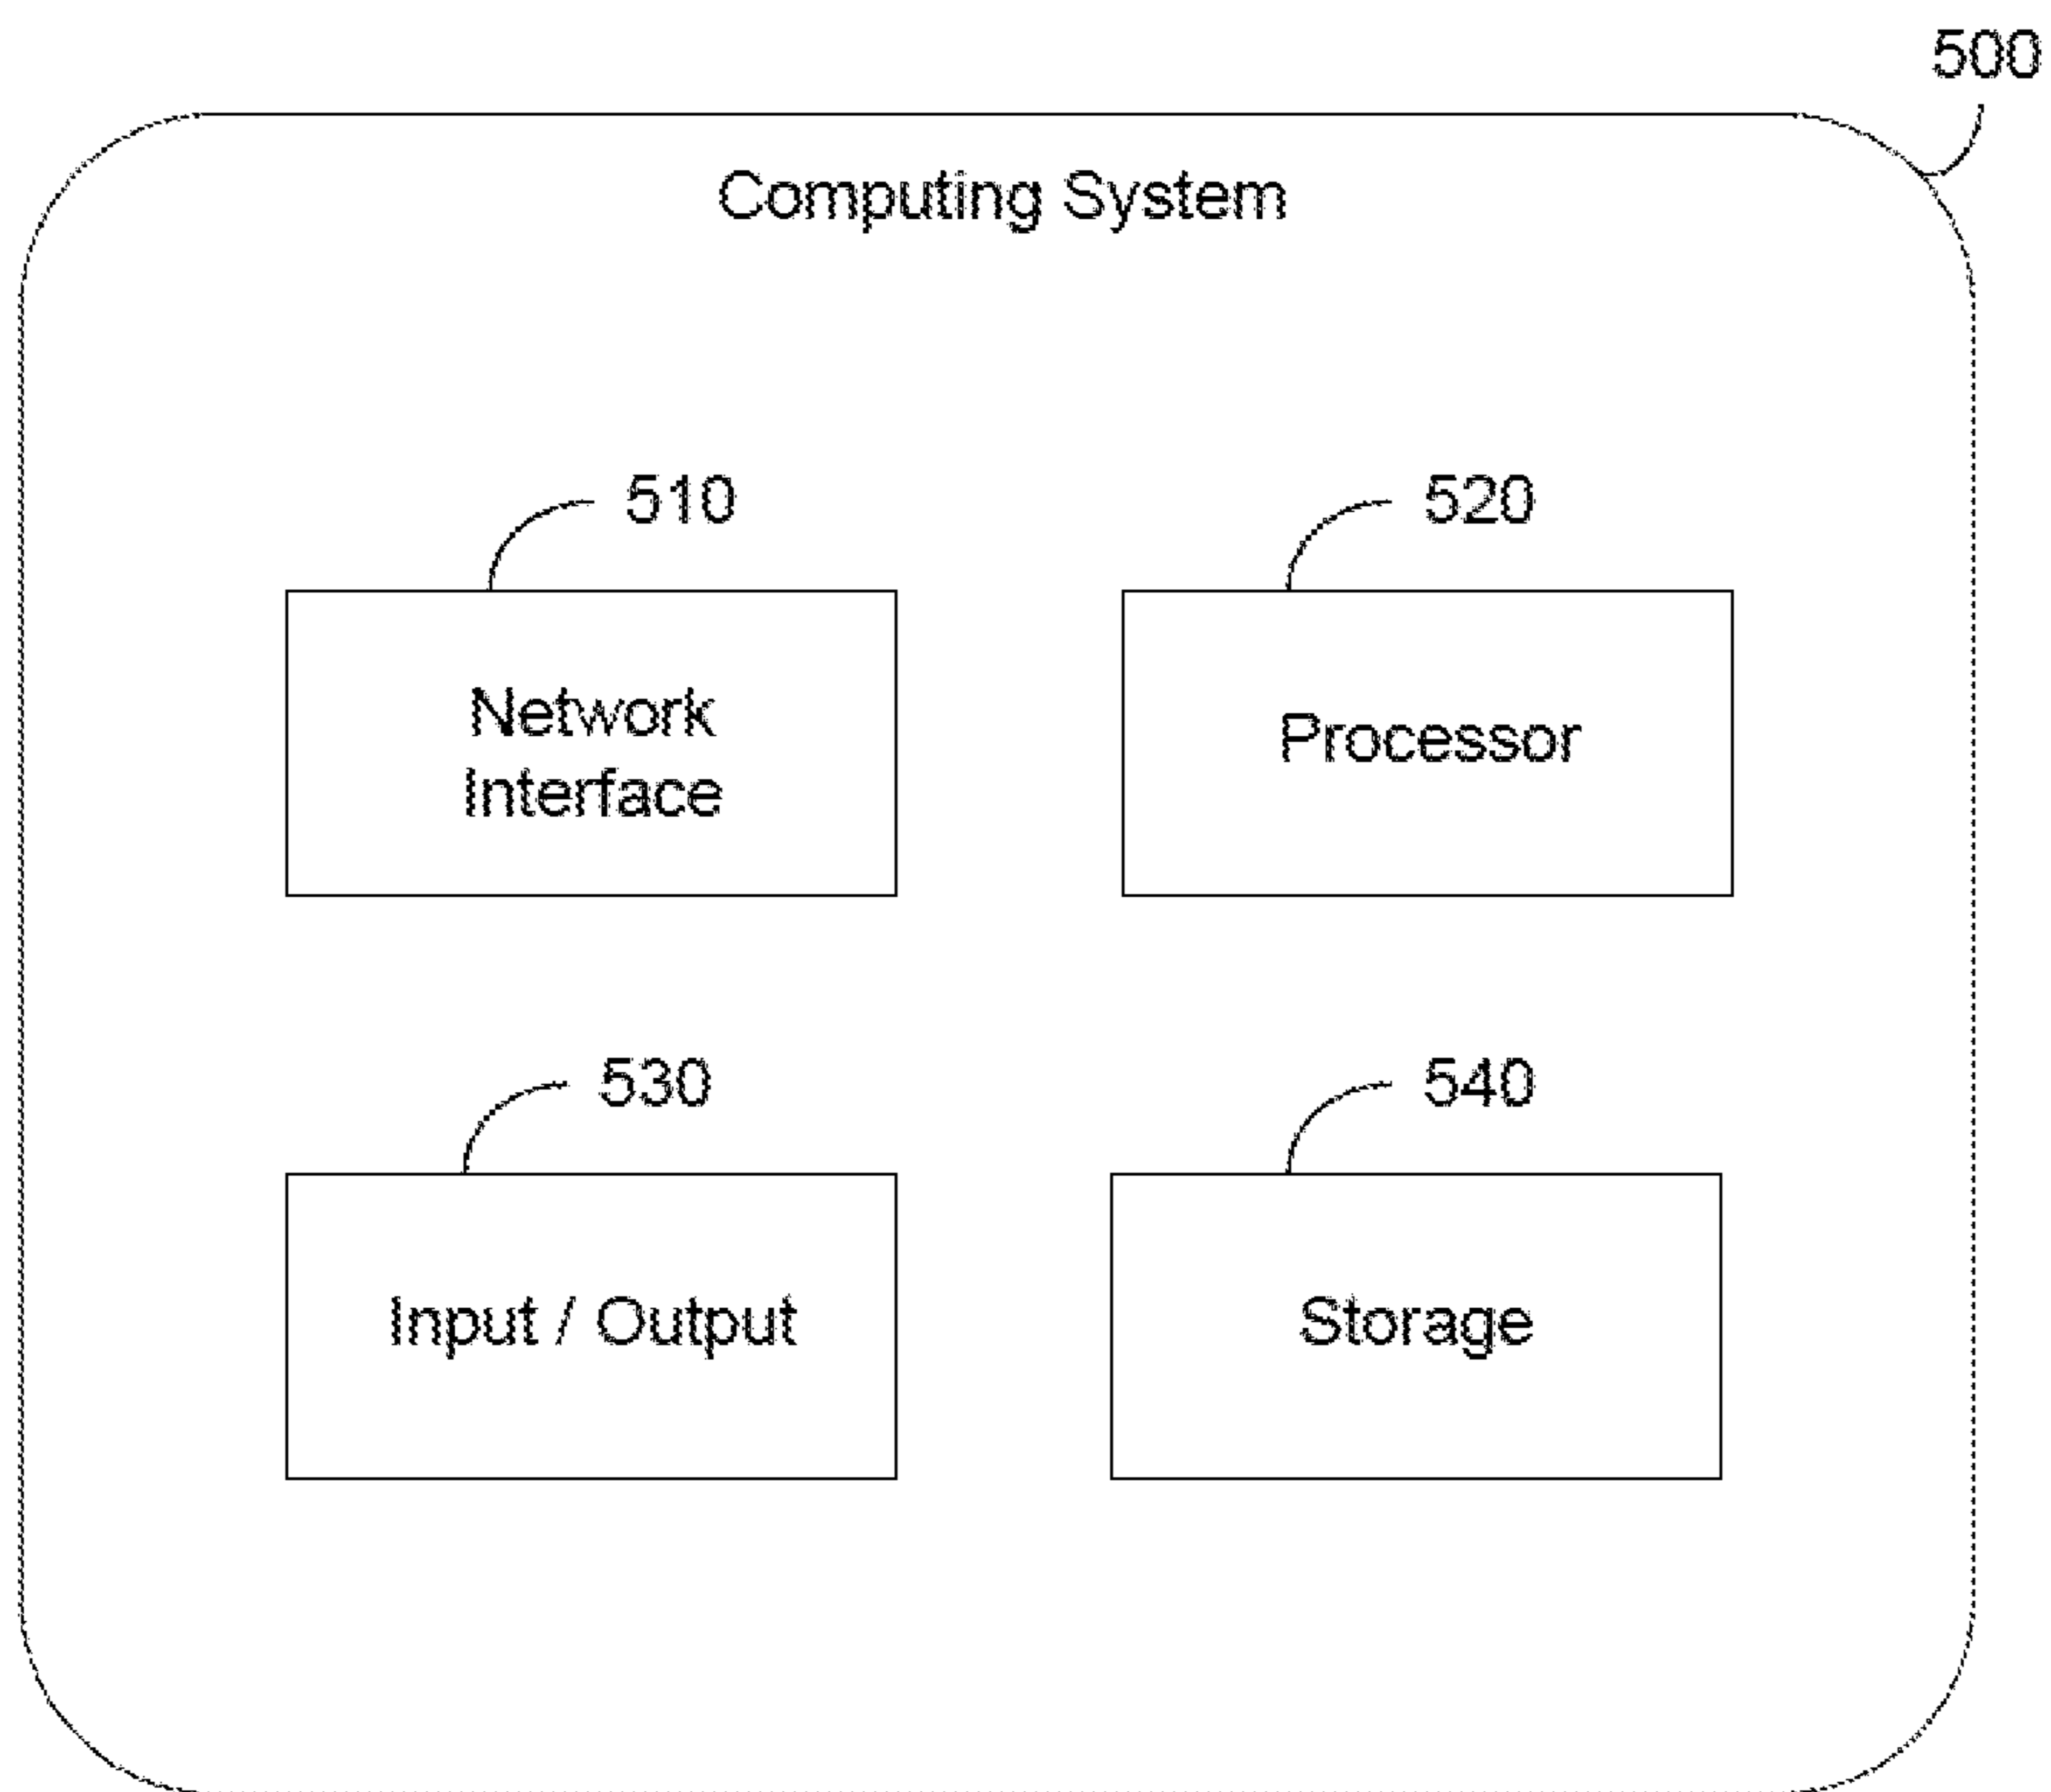 500
Computing System
510
520
Network
Interface
Processor
530
540
Input / Output
Storage